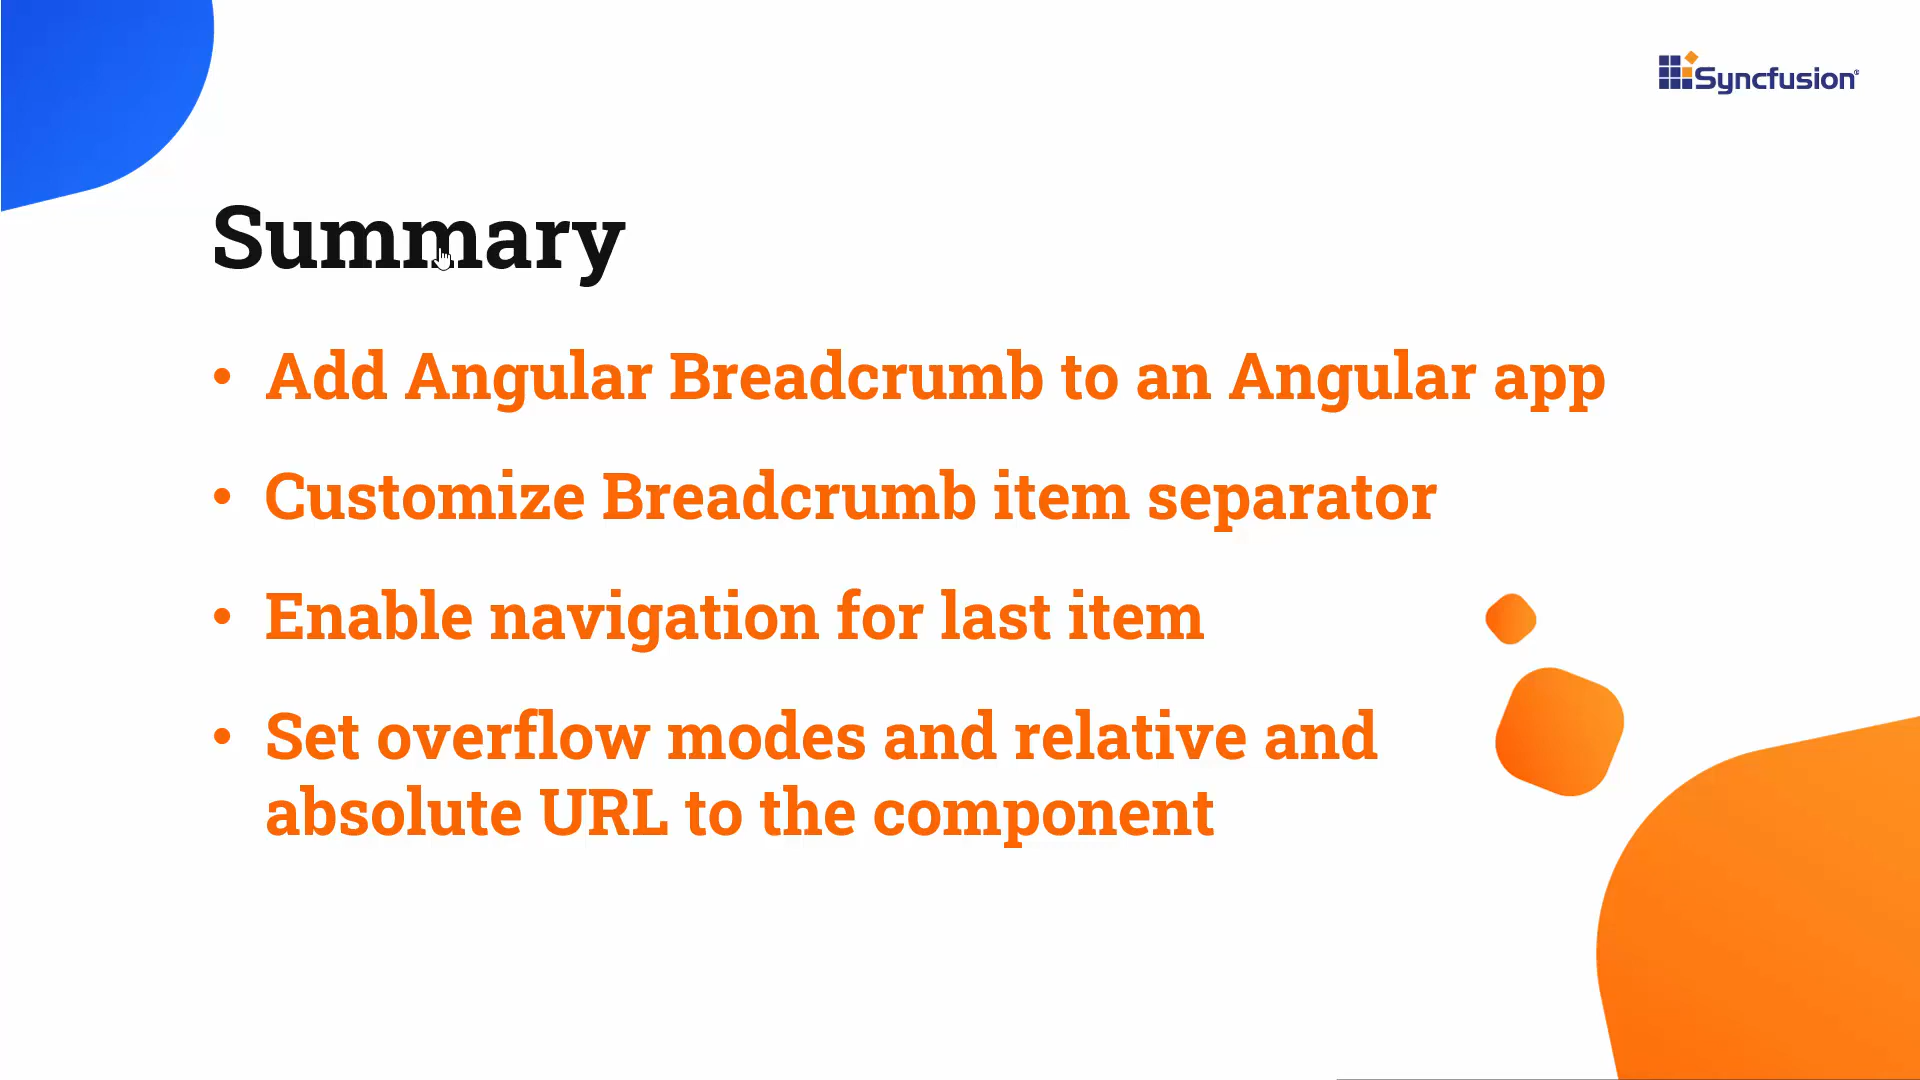 Syncfusion®
Summary
• Add Angular Breadcrumb to an Angular app
• Customize Breadcrumb item separator
• Enable navigation for last item
• Set overflow modes and relative and
absolute URL to the component